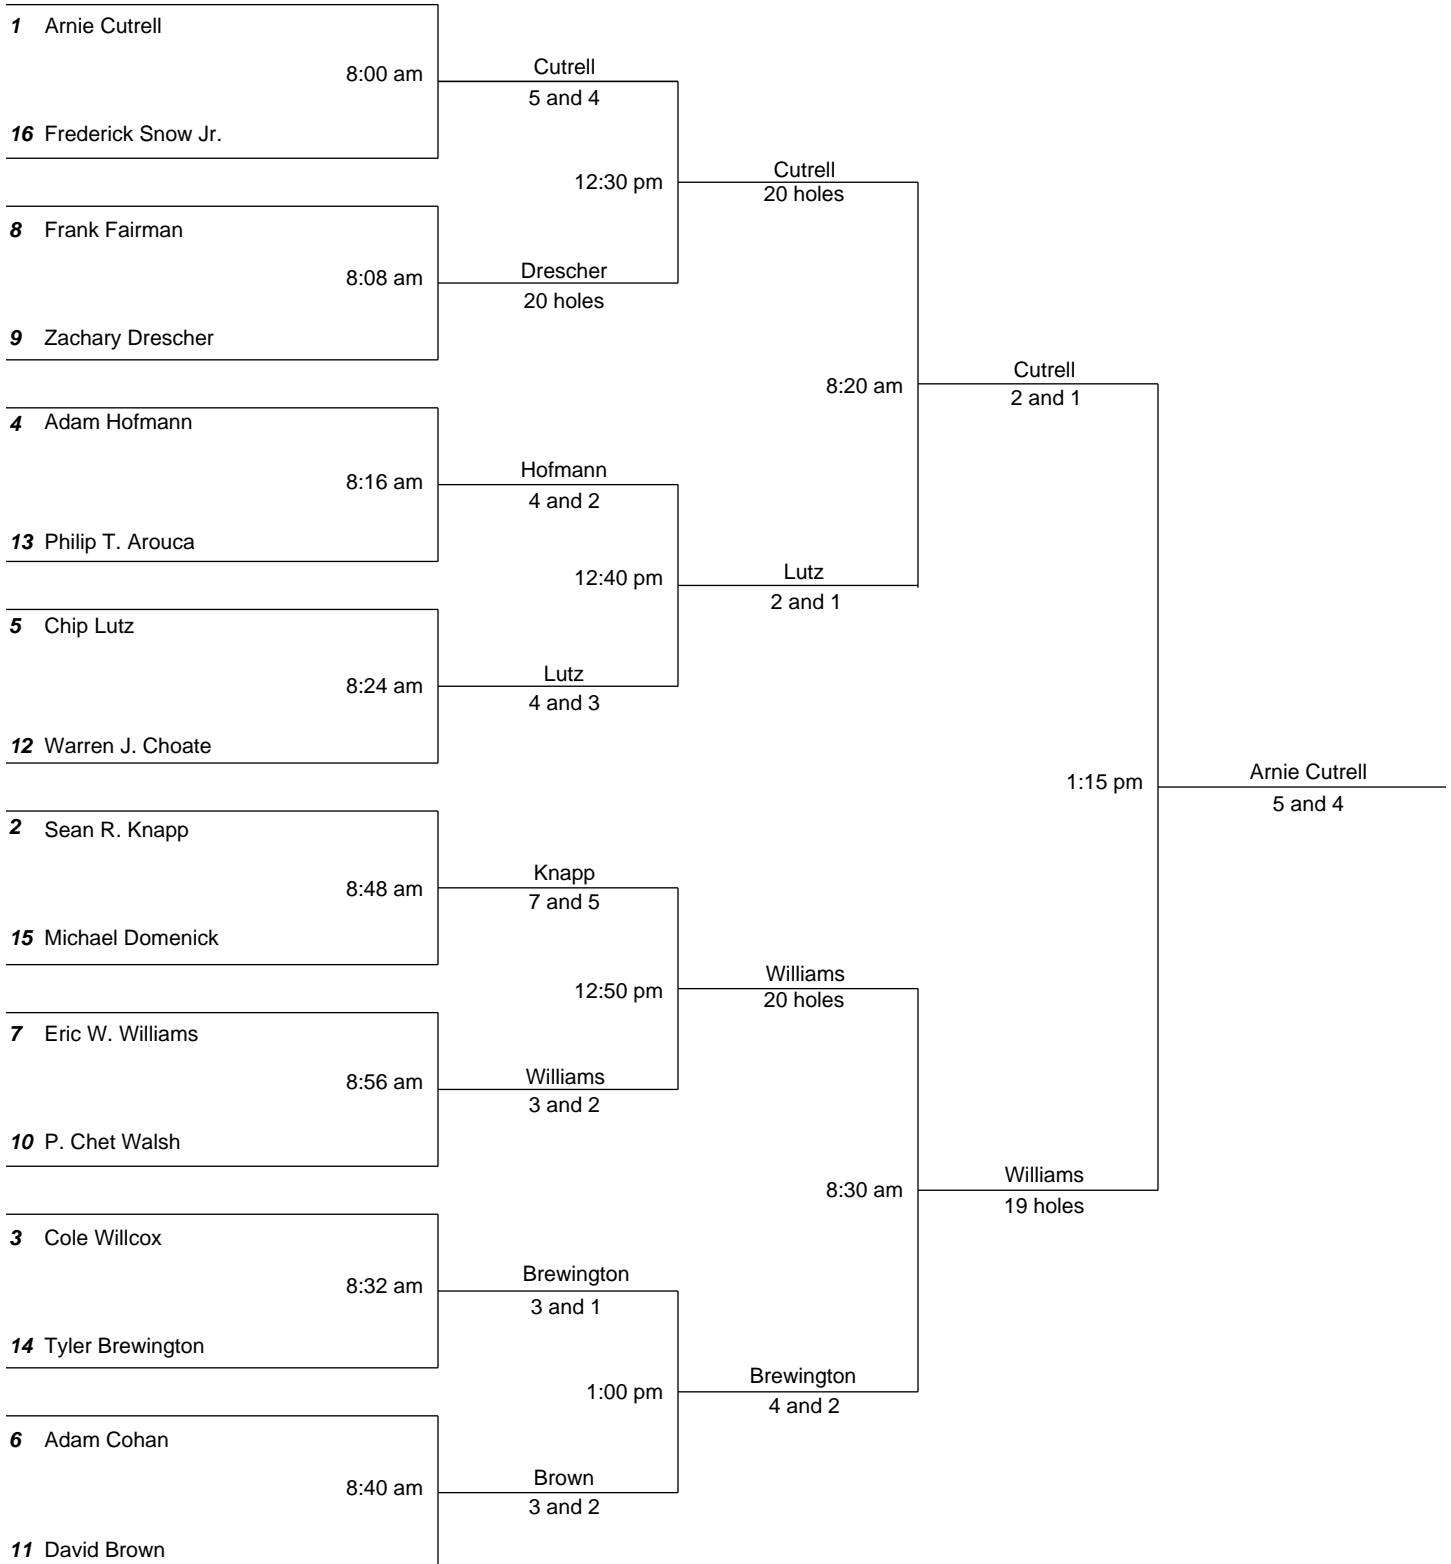 1 Arnie Cutrell
8:00 am
16 Frederick Snow Jr.
8 Frank Fairman
8:08 am
9 Zachary Drescher
4 Adam Hofmann
8:16 am
13 Philip T. Arouca
5 Chip Lutz
8:24 am
12 Warren J. Choate
2 Sean R. Knapp
8:48 am
15 Michael Domenick
7 Eric W. Williams
8:56 am
10 P. Chet Walsh
3 Cole Willcox
8:32 am
14 Tyler Brewington
6 Adam Cohan
8:40 am
11 David Brown
Cutrell
5 and 4
12:30 pm
Drescher
20 holes
Hofmann
4 and 2
12:40 pm
Lutz
4 and 3
Knapp
7 and 5
12:50 pm
Williams
3 and 2
Brewington
3 and 1
1:00 pm
Brown
3 and 2
Cutrell
20 holes
8:20 am
Lutz
2 and 1
Williams
20 holes
8:30 am
Brewington
4 and 2
Cutrell
2 and 1
1:15 pm
Williams
19 holes
Arnie Cutrell
5 and 4